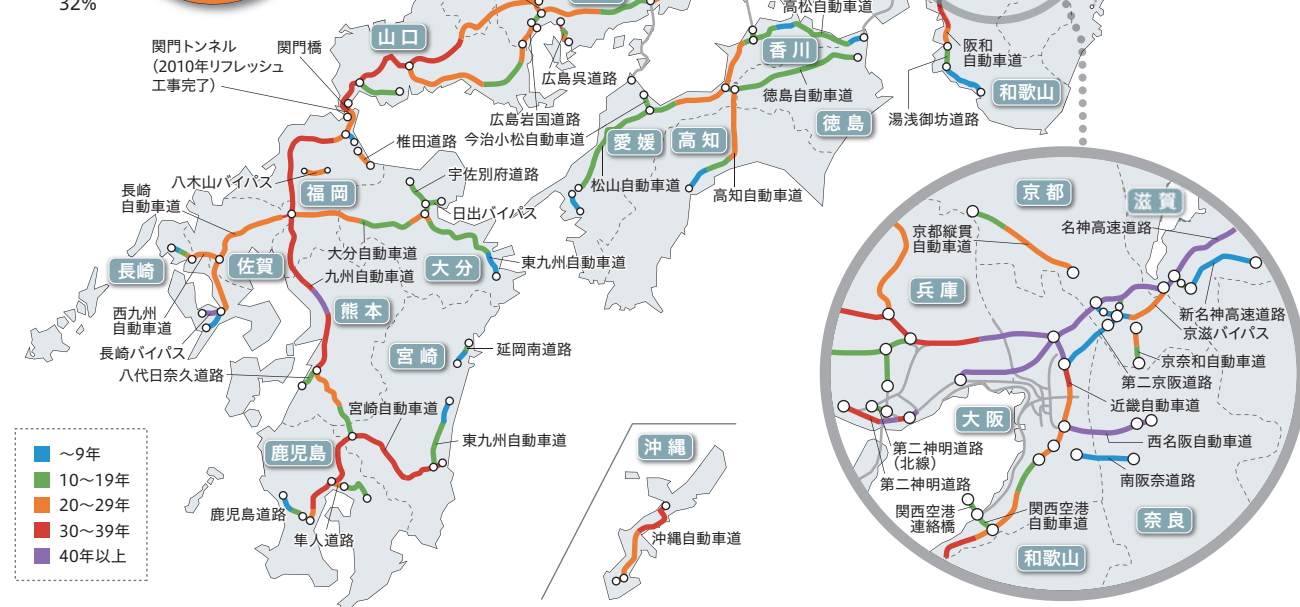 32%
高松自動車道
山口
関門トンネル
(2010年リフレッシュ
工事完了)
関門橋
香川
阪和
自動車道
広島呉道路
徳島自動車道
和歌山
広島岩国道路
湯浅御坊道路
徳島
椎田道路
今治小松自動車道
愛媛
高知
八木山バイパス
宇佐別府道路
松山自動車道
高知自動車道
長崎
自動車道
福岡
日出バイパス
大分自動車道
東九州自動車道
長崎
佐賀
大分
九州自動車道
西九州
自動車道
熊本
長崎バイパス
宮崎
延岡南道路
八代日奈久道路
宮崎自動車道
東九州自動車道
鹿児島
鹿児島道路
隼人道路
～9年
10～19年
20～29年
30～39年
40年以上
沖縄
沖縄自動車道
京都
滋賀
名神高速道路
京都縦貫
自動車道
兵庫
新名神高速道路
京滋バイパス
京奈和自動車道
第二京阪道路
近畿自動車道
大阪
西名阪自動車道
第二神明道路
(北線)
南阪奈道路
第二神明道路
関西空港
連絡橋
関西空港
自動車道
奈良
和歌山